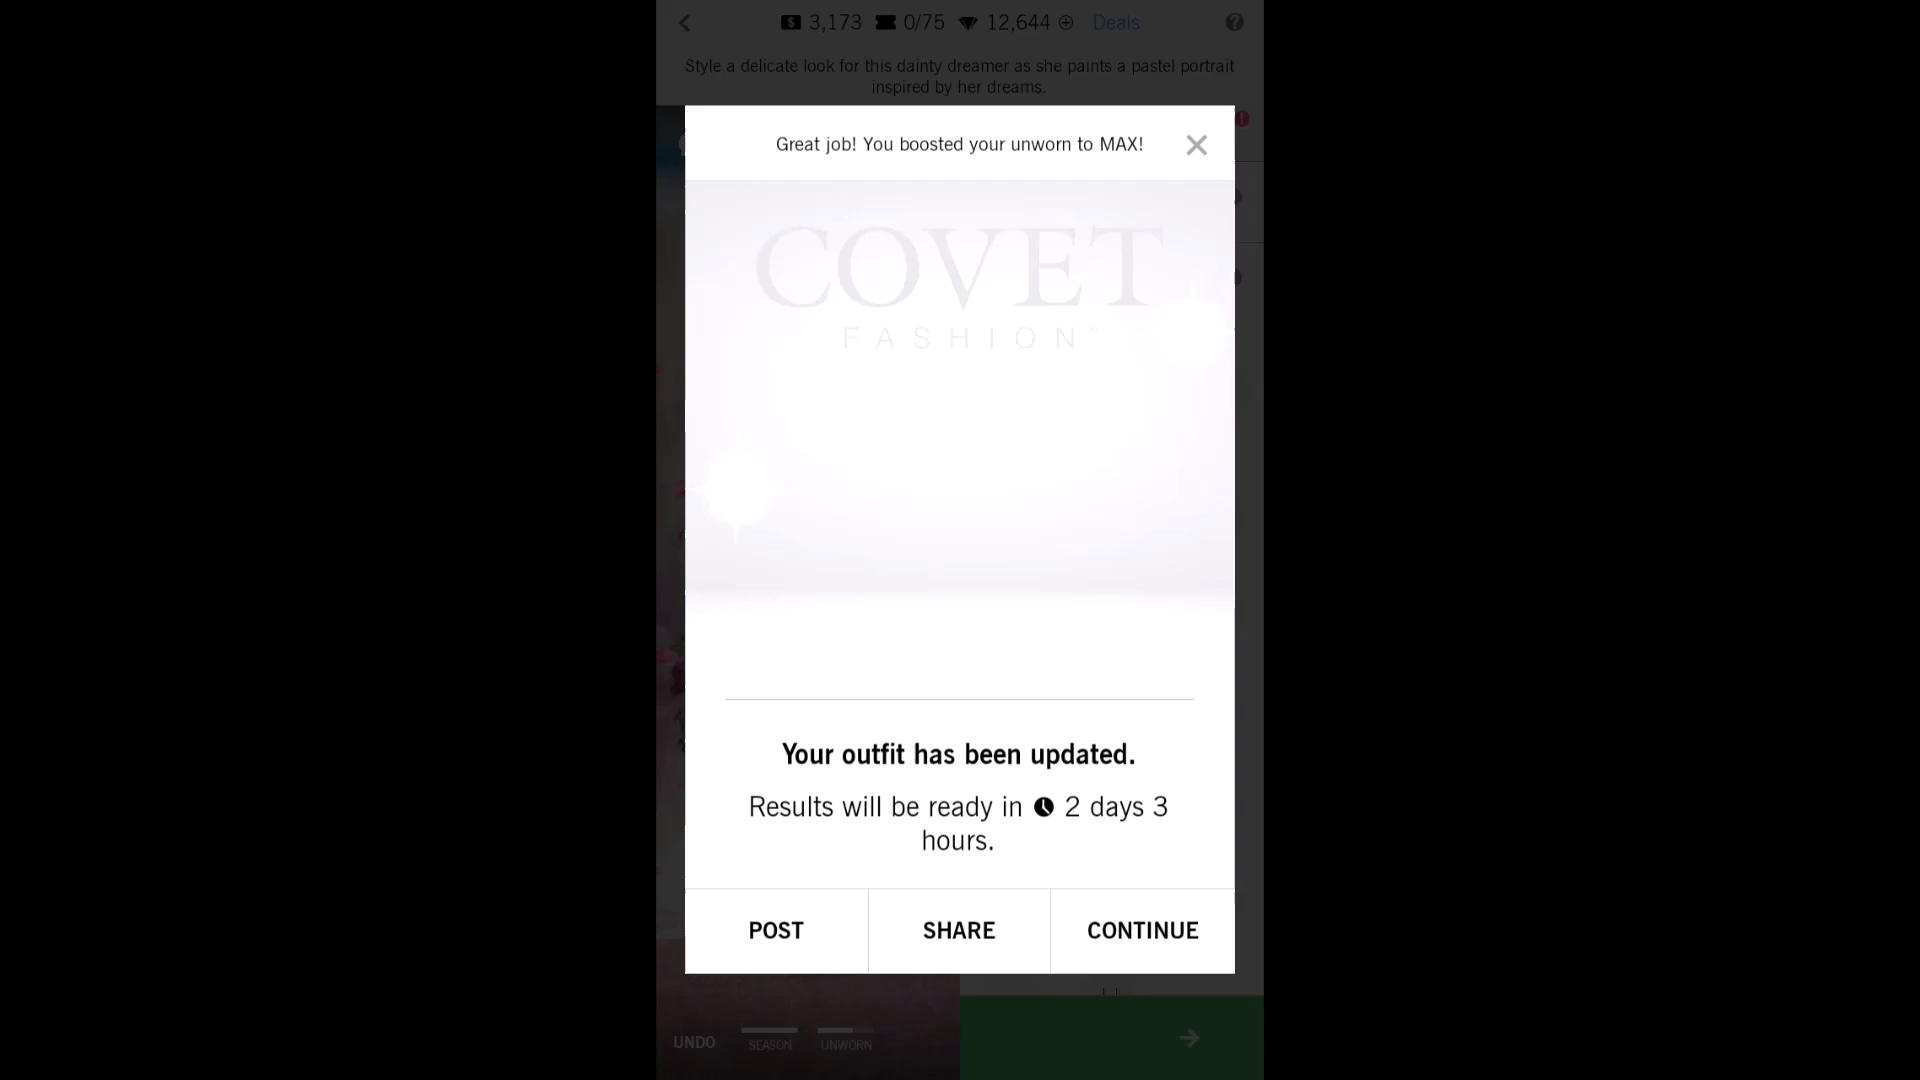 3,173 0/75 12,644 Deals
Style a delicate look for this dainty dreamer as she paints a pastel portrait
inspired by her dreams.
Great job! You boosted your unworn to MAX!
COVET
FASHION
Your outfit has been updated.
Results will be ready in 2 days 3
hours.
POST SHARE CONTINUE
UNDO SEASON UNWORN